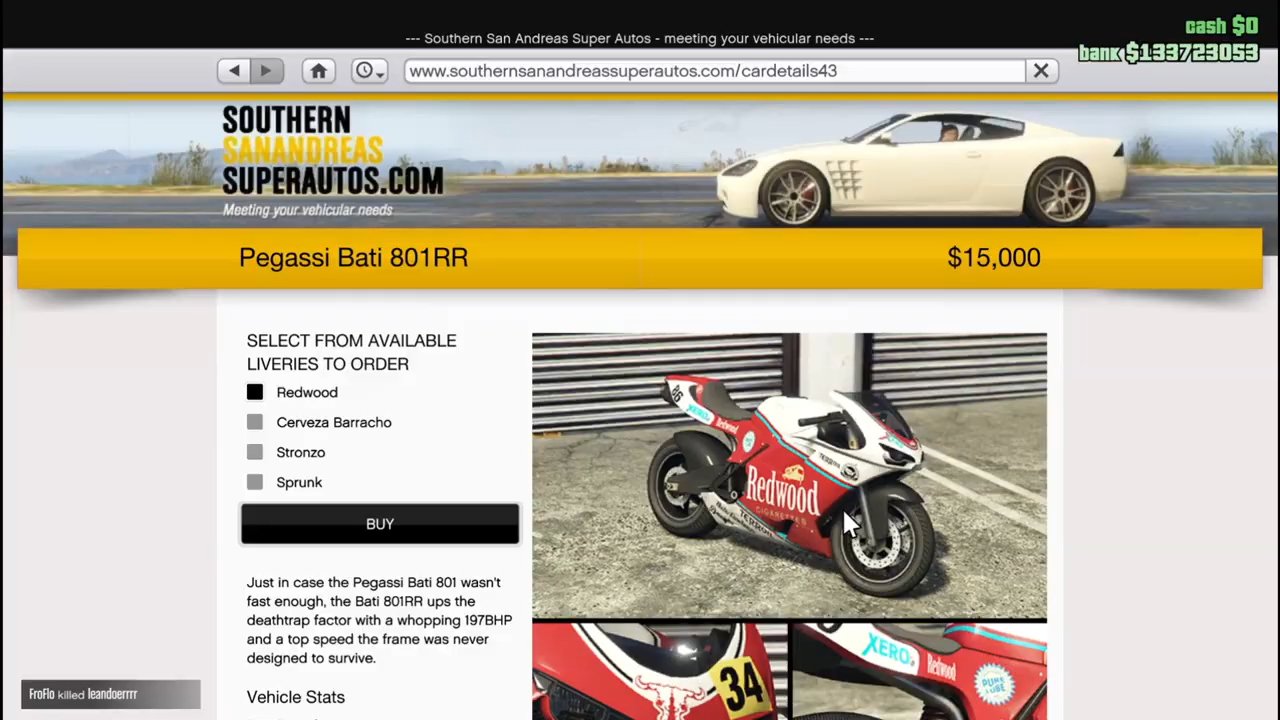 cash $0
--- Southern San Andreas Super Autos - meeting your vehicular needs ---
bank $133723053
www.southernsanandreassuperautos.com/cardetails43
SOUTHERN
SANANDREAS
SUPERAUTOS.COM
Meeting your vehicular needs
Pegassi Bati 801RR
$15,000
SELECT FROM AVAILABLE
LIVERIES TO ORDER
Redwood
Cerveza Barracho
Stronzo
Sprunk
BUY
Just in case the Pegassi Bati 801 wasn't
fast enough, the Bati 801RR ups the
deathtrap factor with a whopping 197BHP
and a top speed the frame was never
designed to survive.
Vehicle Stats
XERO
Redwood
Redwood
CIGARETTES
34
XERO
Redwood
FroFlo killed leandoerrrr